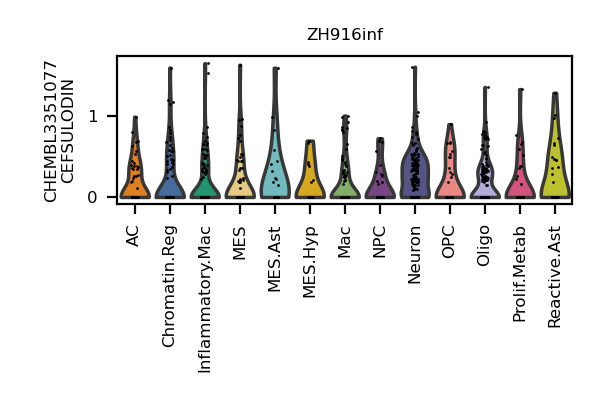 ZH916inf
CHEMBL3351077
CEFSULODIN
1
0
AC
Chromatin.Reg
Inflammatory.Mac
MES
MES.Ast
MES.Hyp
Mac
NPC
Neuron
OPC
Oligo
Prolif.Metab
Reactive.Ast